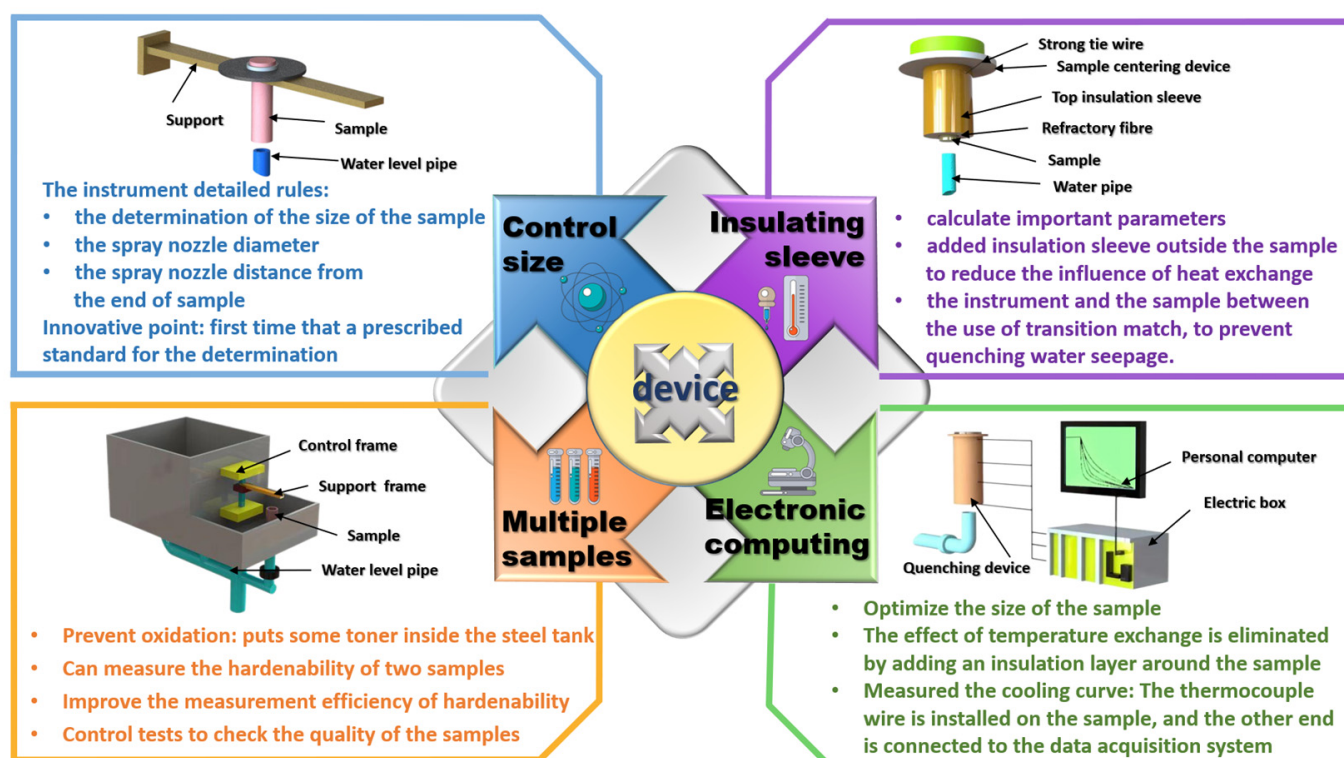 Support
Sample
Water level pipe
The instrument detailed rules:
• the determination of the size of the sample
• the spray nozzle diameter
• the spray nozzle distance from
the end of sample
Innovative point: first time that a prescribed
standard for the determination
Strong tie wire
Sample centering device
Top insulation sleeve
Refractory fibre
Sample
Water pipe
• calculate important parameters
• added insulation sleeve outside the sample
to reduce the influence of heat exchange
• the instrument and the sample between
the use of transition match, to prevent
quenching water seepage.
Control
size
Insulating
sleeve
device
Multiple
samples
Electronic
computing
Control frame
Support frame
Sample
Water level pipe
• Prevent oxidation: puts some toner inside the steel tank
• Can measure the hardenability of two samples
• Improve the measurement efficiency of hardenability
• Control tests to check the quality of the samples
Personal computer
Electric box
Quenching device
• Optimize the size of the sample
• The effect of temperature exchange is eliminated
by adding an insulation layer around the sample
• Measured the cooling curve: The thermocouple
wire is installed on the sample, and the other end
is connected to the data acquisition system